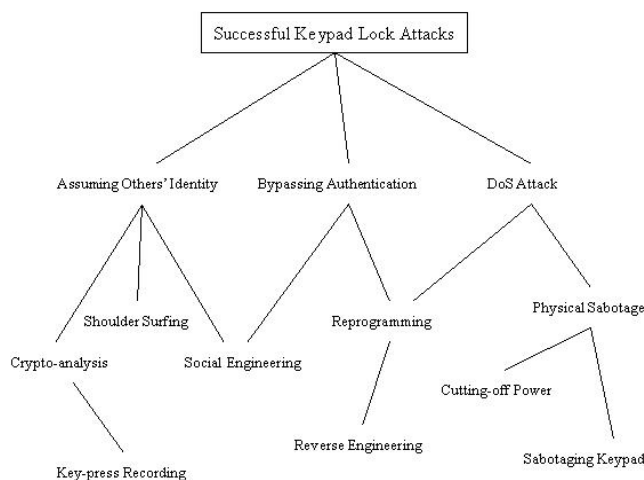 Successful Keypad Lock Attacks
Assuming Others' Identity
Bypassing Authentication
DoS Attack
Shoulder Surfing
Reprogramming
Physical Sabotage
Crypto-analysis
Social Engineering
Cutting-off Power
Key-press Recording
Reverse Engineering
Sabotaging Keypad